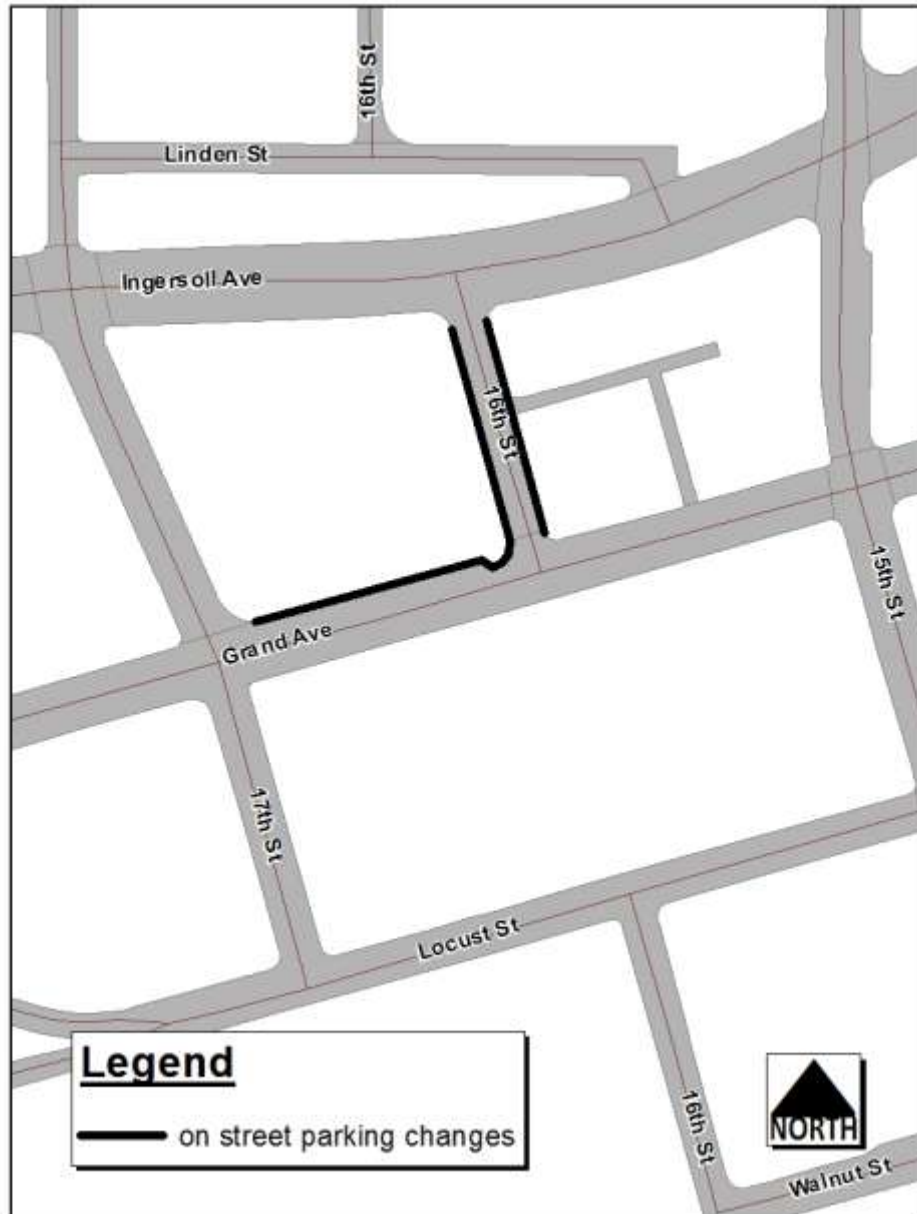 16th St
Linden St
Ingersoll Ave
16th St
15th St
Grand Ave
17th St
Locust St
Legend
on street parking changes
16th St
NORTH
Walnut St